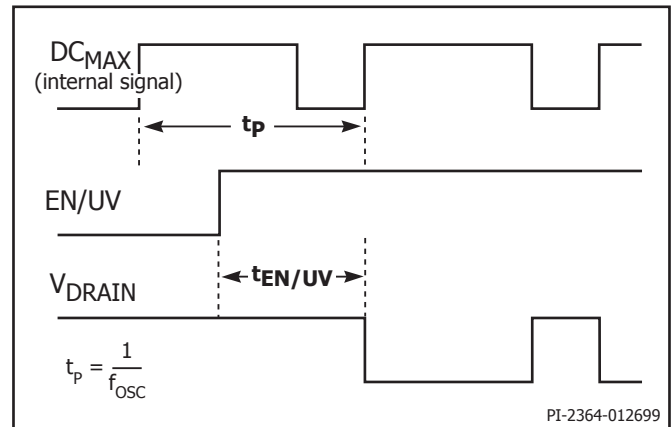 DCMAX
(internal signal)
tP
EN/UV
tEN/UV
VDRAIN
tP = 1/fOSC
PI-2364-012699